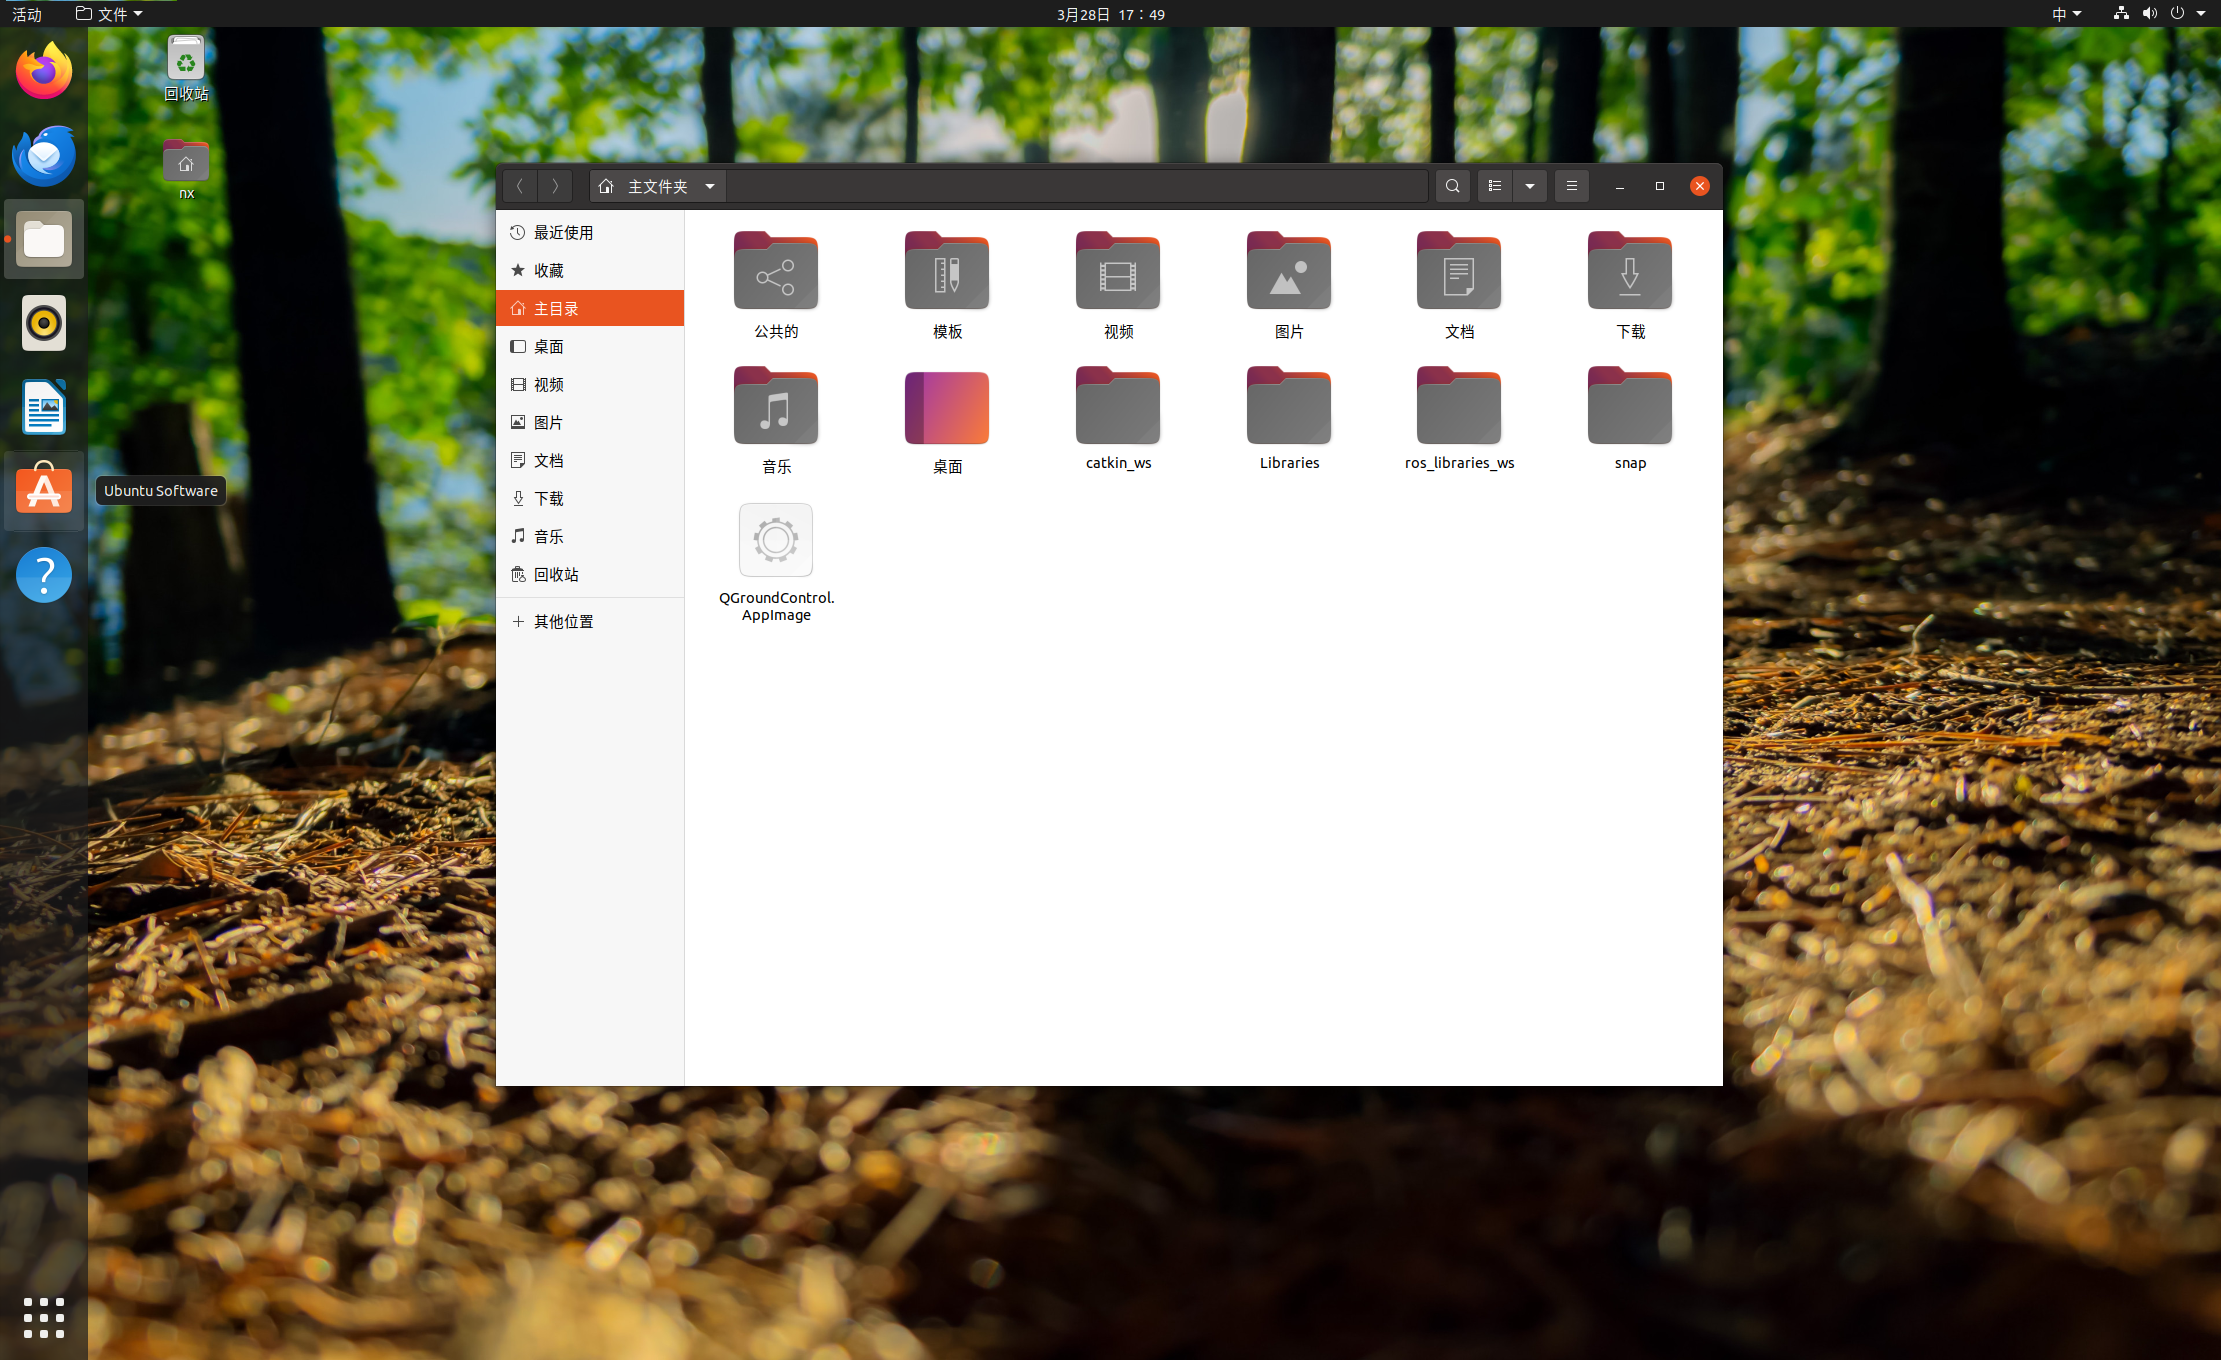 活动
文件
3月28日 17：49
中
回收站
nx
Ubuntu Software
主文件夹
最近使用
收藏
主目录
桌面
视频
图片
文档
下载
音乐
回收站
其他位置
公共的
模板
视频
图片
文档
下载
音乐
桌面
catkin_ws
Libraries
ros_libraries_ws
snap
QGroundControl.
AppImage